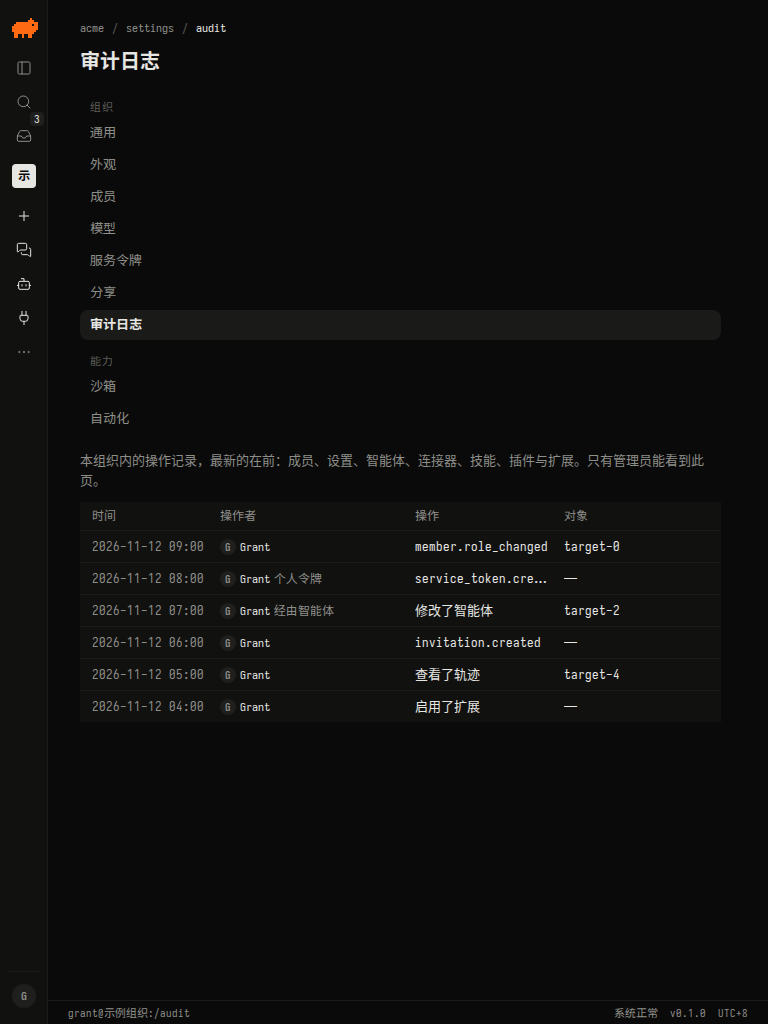 acme / settings / audit
审计日志
3
示
组织
通用
外观
成员
模型
服务令牌
分享
审计日志
能力
沙箱
自动化
本组织内的操作记录，最新的在前：成员、设置、智能体、连接器、技能、插件与扩展。只有管理员能看到此
页。
时间 操作者 操作 对象
2026-11-12 09:00 G Grant member.role_changed target-0
2026-11-12 08:00 G Grant 个人令牌 service_token.cre... —
2026-11-12 07:00 G Grant 经由智能体 修改了智能体 target-2
2026-11-12 06:00 G Grant invitation.created —
2026-11-12 05:00 G Grant 查看了轨迹 target-4
2026-11-12 04:00 G Grant 启用了扩展 —
G
grant@示例组织:/audit 系统正常 v0.1.0 UTC+8